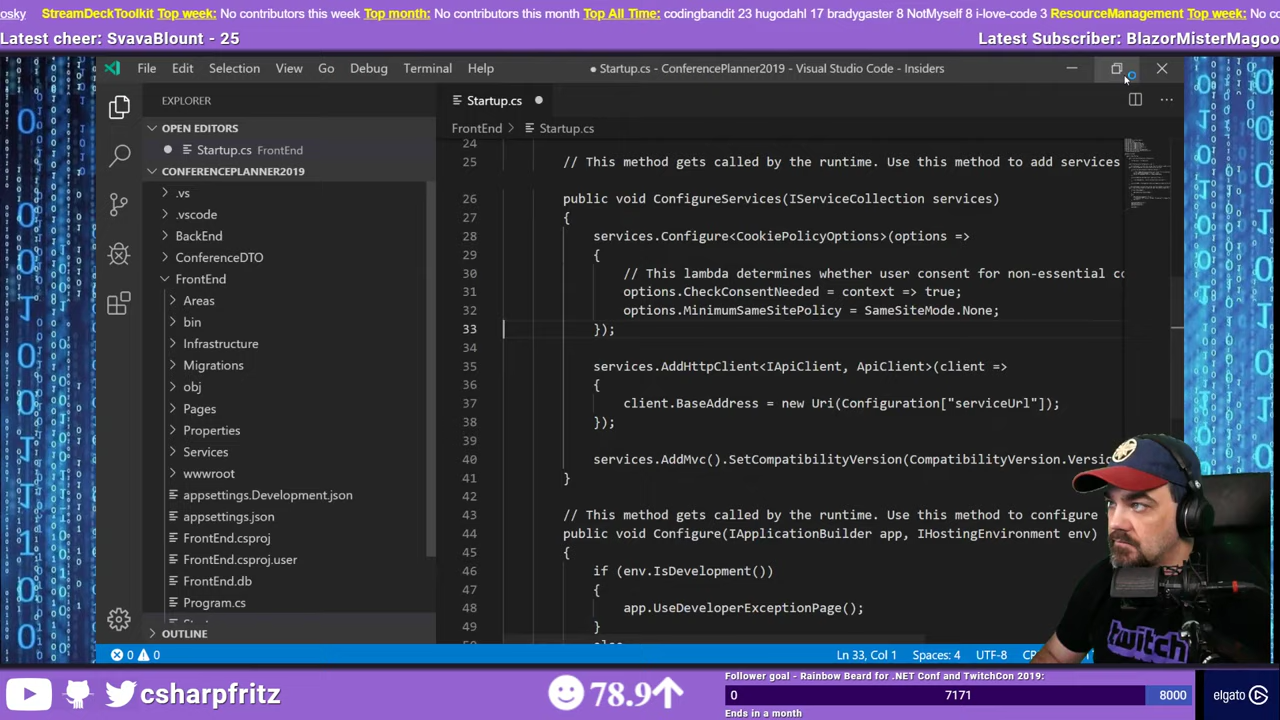 osky StreamDeckToolkit Top week: No contributors this week Top month: No contributors this month Top All Time: codingbandit 23 hugodahl 17 bradygaster 8 NotMyself 8 i-love-code 3 ResourceManagement Top week: No co
Latest cheer: SvavaBlount - 25
Latest Subscriber: BlazorMisterMagoo
File Edit Selection View Go Debug Terminal Help
● Startup.cs - ConferencePlanner2019 - Visual Studio Code - Insiders
EXPLORER
OPEN EDITORS
● Startup.cs FrontEnd
CONFERENCEPLANNER2019
.vs
.vscode
BackEnd
ConferenceDTO
FrontEnd
Areas
bin
Infrastructure
Migrations
obj
Pages
Properties
Services
wwwroot
appsettings.Development.json
appsettings.json
FrontEnd.csproj
FrontEnd.csproj.user
FrontEnd.db
Program.cs
OUTLINE
Startup.cs ●
FrontEnd > Startup.cs
24
25 // This method gets called by the runtime. Use this method to add services
26 public void ConfigureServices(IServiceCollection services)
27 {
28 services.Configure<CookiePolicyOptions>(options =>
29 {
30 // This lambda determines whether user consent for non-essential co
31 options.CheckConsentNeeded = context => true;
32 options.MinimumSameSitePolicy = SameSiteMode.None;
33 });
34
35 services.AddHttpClient<IApiClient, ApiClient>(client =>
36 {
37 client.BaseAddress = new Uri(Configuration["serviceUrl"]);
38 });
39
40 services.AddMvc().SetCompatibilityVersion(CompatibilityVersion.Versi
41 }
42
43 // This method gets called by the runtime. Use this method to configure
44 public void Configure(IApplicationBuilder app, IHostingEnvironment env)
45 {
46 if (env.IsDevelopment())
47 {
48 app.UseDeveloperExceptionPage();
49 }
0 0 Ln 33, Col 1 Spaces: 4 UTF-8
twitch
csharpfritz
78.9↑
Follower goal - Rainbow Beard for .NET Conf and TwitchCon 2019:
0 7171 8000
Ends in a month
elgato